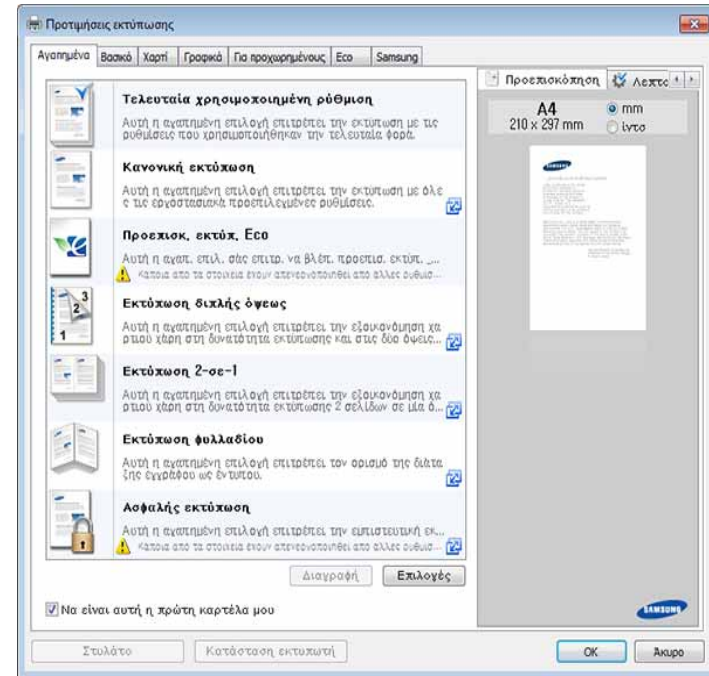 Προτιμήσεις εκτύπωσης
Αγαπημένα Βασικό Χαρτί Γραφικά Για προχωρημένους Eco Samsung
Τελευταία χρησιμοποιημένη ρύθμιση
Αυτή η αγαπημένη επιλογή επιτρέπει την εκτύπωση με τις
ρυθμίσεις που χρησιμοποιήθηκαν την τελευταία φορά.
Κανονική εκτύπωση
Αυτή η αγαπημένη επιλογή επιτρέπει την εκτύπωση με όλε
ς τις εργοστασιακά προεπιλεγμένες ρυθμίσεις.
Προεπισκ. εκτύπ. Eco
Αυτή η αγαπ. επιλ. σάς επιτρ. να βλέπ. προεπισ. εκτύπ. ...
Κάποια από τα στοιχεία έχουν απενεργοποιηθεί από άλλες ρυθμισ...
Εκτύπωση διπλής όψεως
Αυτή η αγαπημένη επιλογή επιτρέπει την εξοικονόμηση χα
ρτιού χάρη στη δυνατότητα εκτύπωσης και στις δύο όψεις...
Εκτύπωση 2-σε-1
Αυτή η αγαπημένη επιλογή επιτρέπει την εξοικονόμηση χα
ρτιού χάρη στη δυνατότητα εκτύπωσης 2 σελίδων σε μία ό...
Εκτύπωση φυλλαδίου
Αυτή η αγαπημένη επιλογή επιτρέπει τον ορισμό της διάτα
ξης εγγράφου ως έντυπου.
Ασφαλής εκτύπωση
Αυτή η αγαπημένη επιλογή επιτρέπει την εμπιστευτική εκ...
Κάποια από τα στοιχεία έχουν απενεργοποιηθεί από άλλες ρυθμισ...
Διαγραφή Επιλογές
Να είναι αυτή η πρώτη καρτέλα μου
Προεπισκόπηση Λεπτο
A4
210 x 297 mm
mm
ίντσ
SAMSUNG
SAMSUNG
Στυλάτο Κατάσταση εκτυπωτή OK Άκυρο